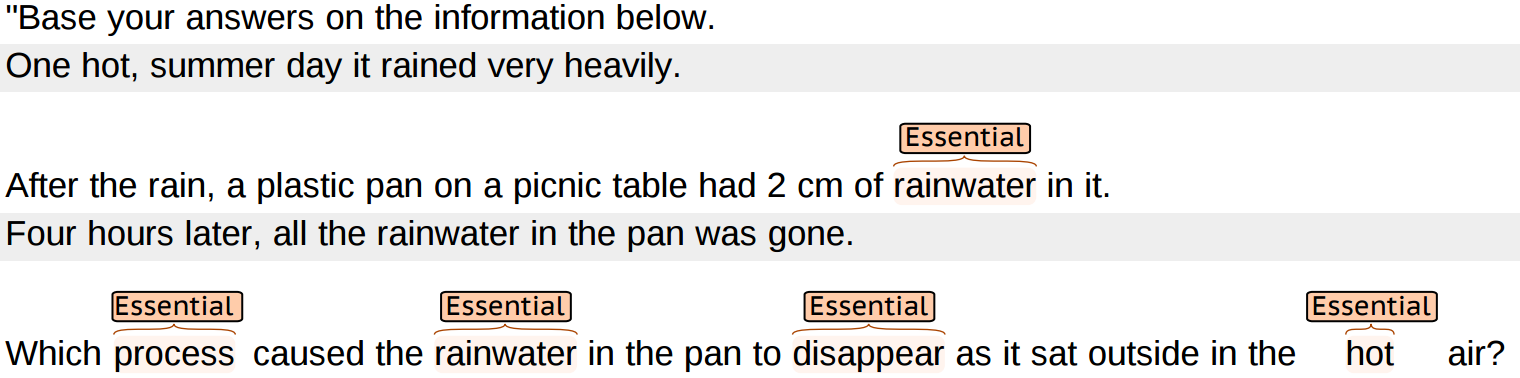 "Base your answers on the information below.
One hot, summer day it rained very heavily.
Essential
After the rain, a plastic pan on a picnic table had 2 cm of rainwater in it.
Four hours later, all the rainwater in the pan was gone.
Essential Essential Essential Essential
Which process caused the rainwater in the pan to disappear as it sat outside in the hot air?